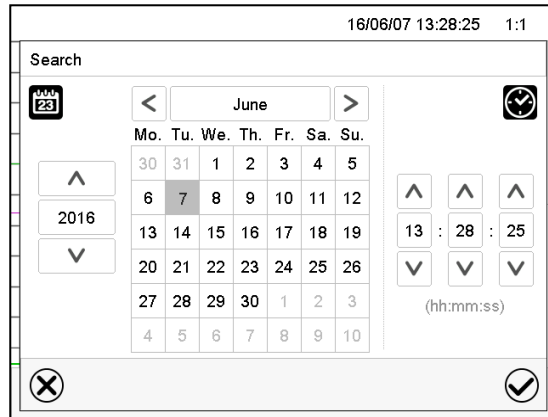 16/06/07 13:28:25 1:1
Search
23
< June >
Mo. Tu. We. Th. Fr. Sa. Su.
30 31 1 2 3 4 5
6 7 8 9 10 11 12
2016
13 14 15 16 17 18 19
13 : 28 : 25
20 21 22 23 24 25 26
27 28 29 30 1 2 3
(hh:mm:ss)
4 5 6 7 8 9 10